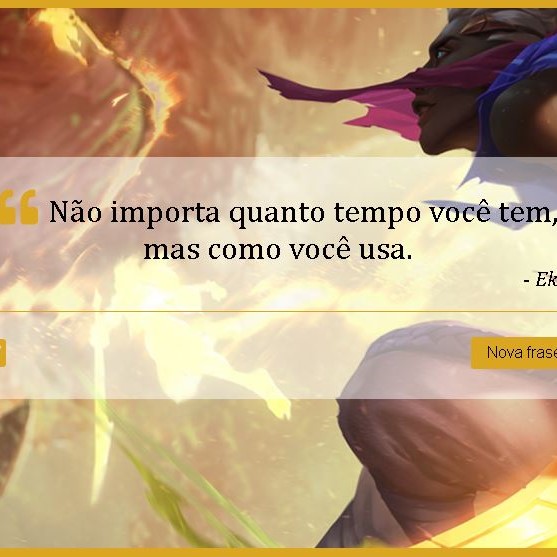 ❝ Não importa quanto tempo você tem,
mas como você usa.
- Ek
Nova frase